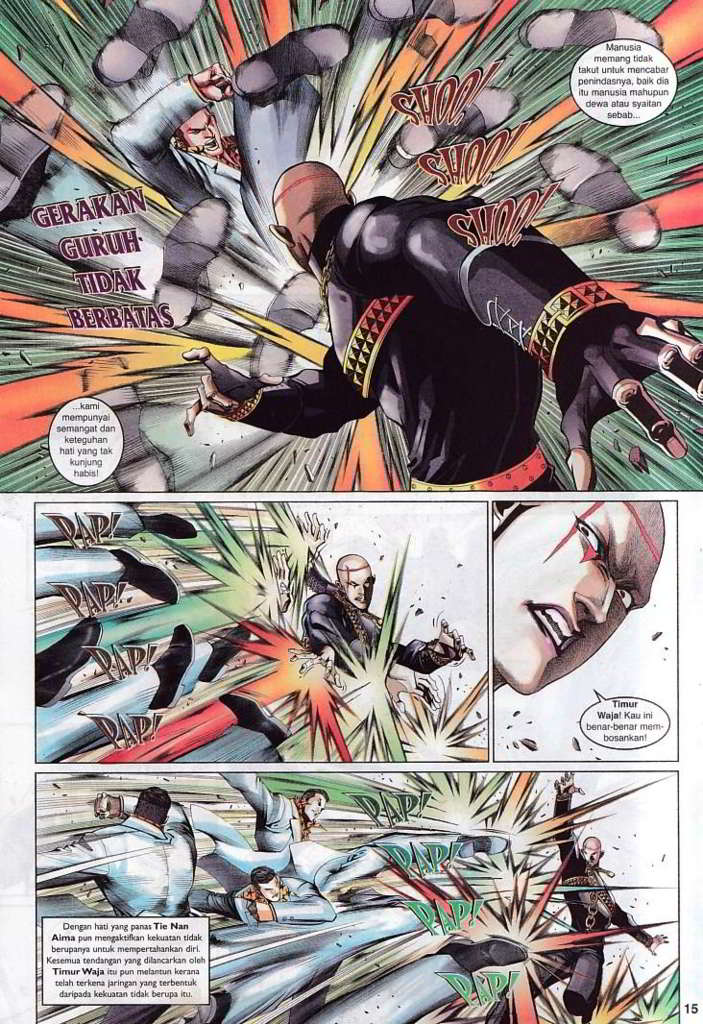 Manusia
memang tidak
takut untuk mencabar
penindasnya, baik dia
itu manusia mahupun
dewa atau syaitan
sebab...
SHOO!
SHOO!
SHOO!
GERAKAN
GURUH
TIDAK
BERBATAS
...kami
mempunyai
semangat dan
keteguhan
hati yang tak
kunjung
habis!
PAP!
PAP!
PAP!
PAP!
Timur
Waja! Kau ini
benar-benar mem-
bosankan!
PAP!
PAP!
PAP!
PAP!
Dengan hati yang panas Tie Nan
Aima pun mengaktifkan kekuatan tidak
berupanya untuk mempertahankan diri.
Kesemua tendangan yang dilancarkan oleh
Timur Waja itu pun melantun kerana
telah terkena jaringan yang terbentuk
daripada kekuatan tidak berupa itu.
15